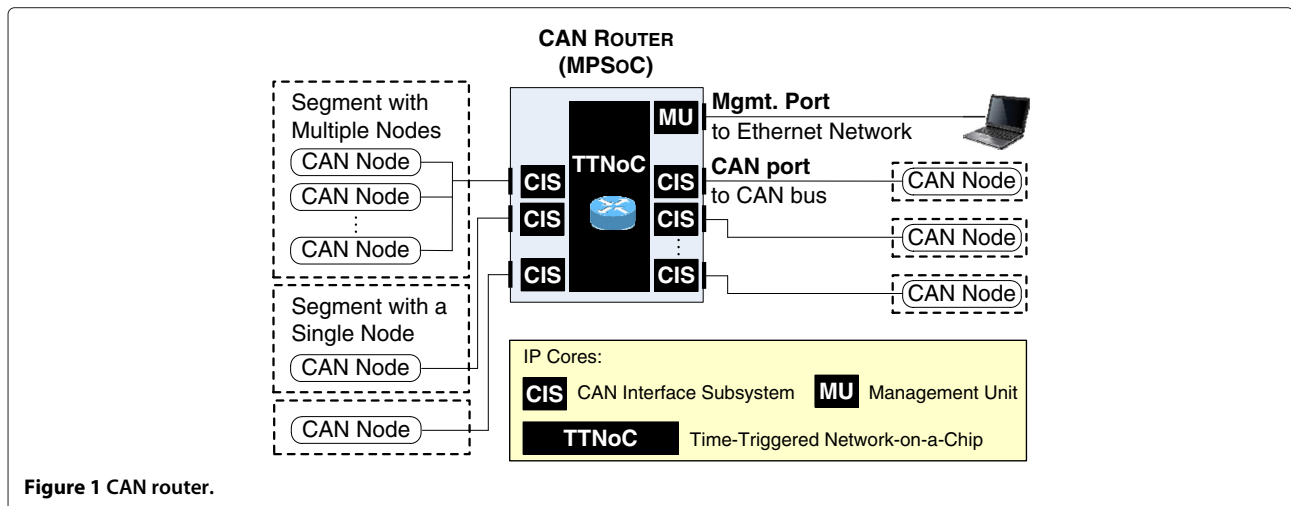 CAN ROUTER
(MPSOC)
Segment with
Multiple Nodes
CAN Node
CAN Node
CAN Node
Segment with a
Single Node
CAN Node
CAN Node
CIS
CIS
CIS
TTNoC
MU
CIS
CIS
CIS
Mgmt. Port
to Ethernet Network
CAN port
to CAN bus
CAN Node
CAN Node
CAN Node
IP Cores:
CIS CAN Interface Subsystem MU Management Unit
TTNoC Time-Triggered Network-on-a-Chip
Figure 1 CAN router.